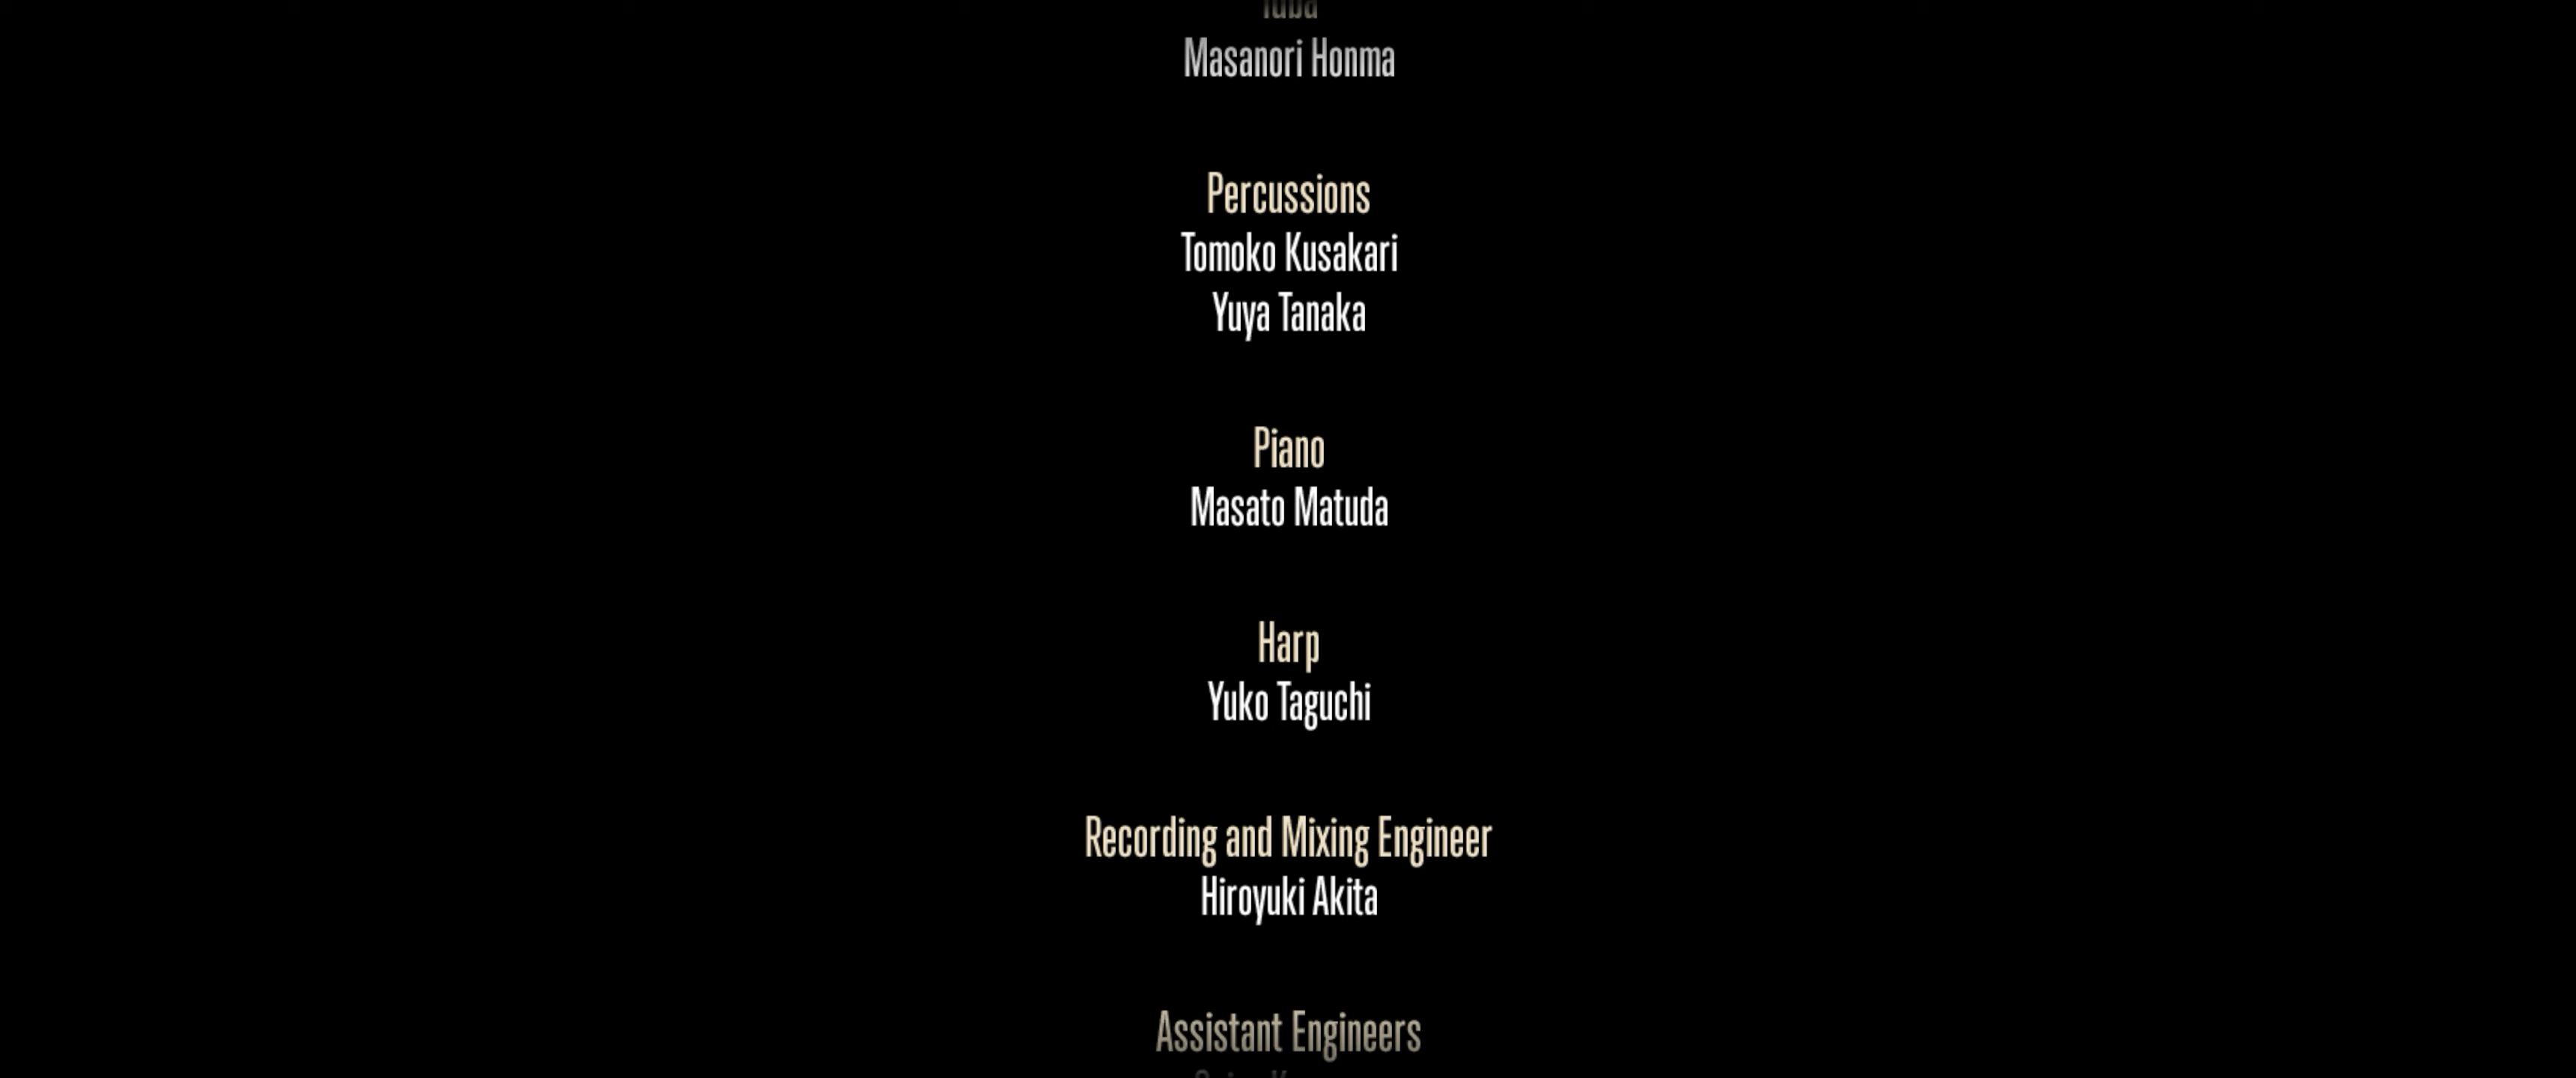 Tuba
Masanori Honma
Percussions
Tomoko Kusakari
Yuya Tanaka
Piano
Masato Matuda
Harp
Yuko Taguchi
Recording and Mixing Engineer
Hiroyuki Akita
Assistant Engineers